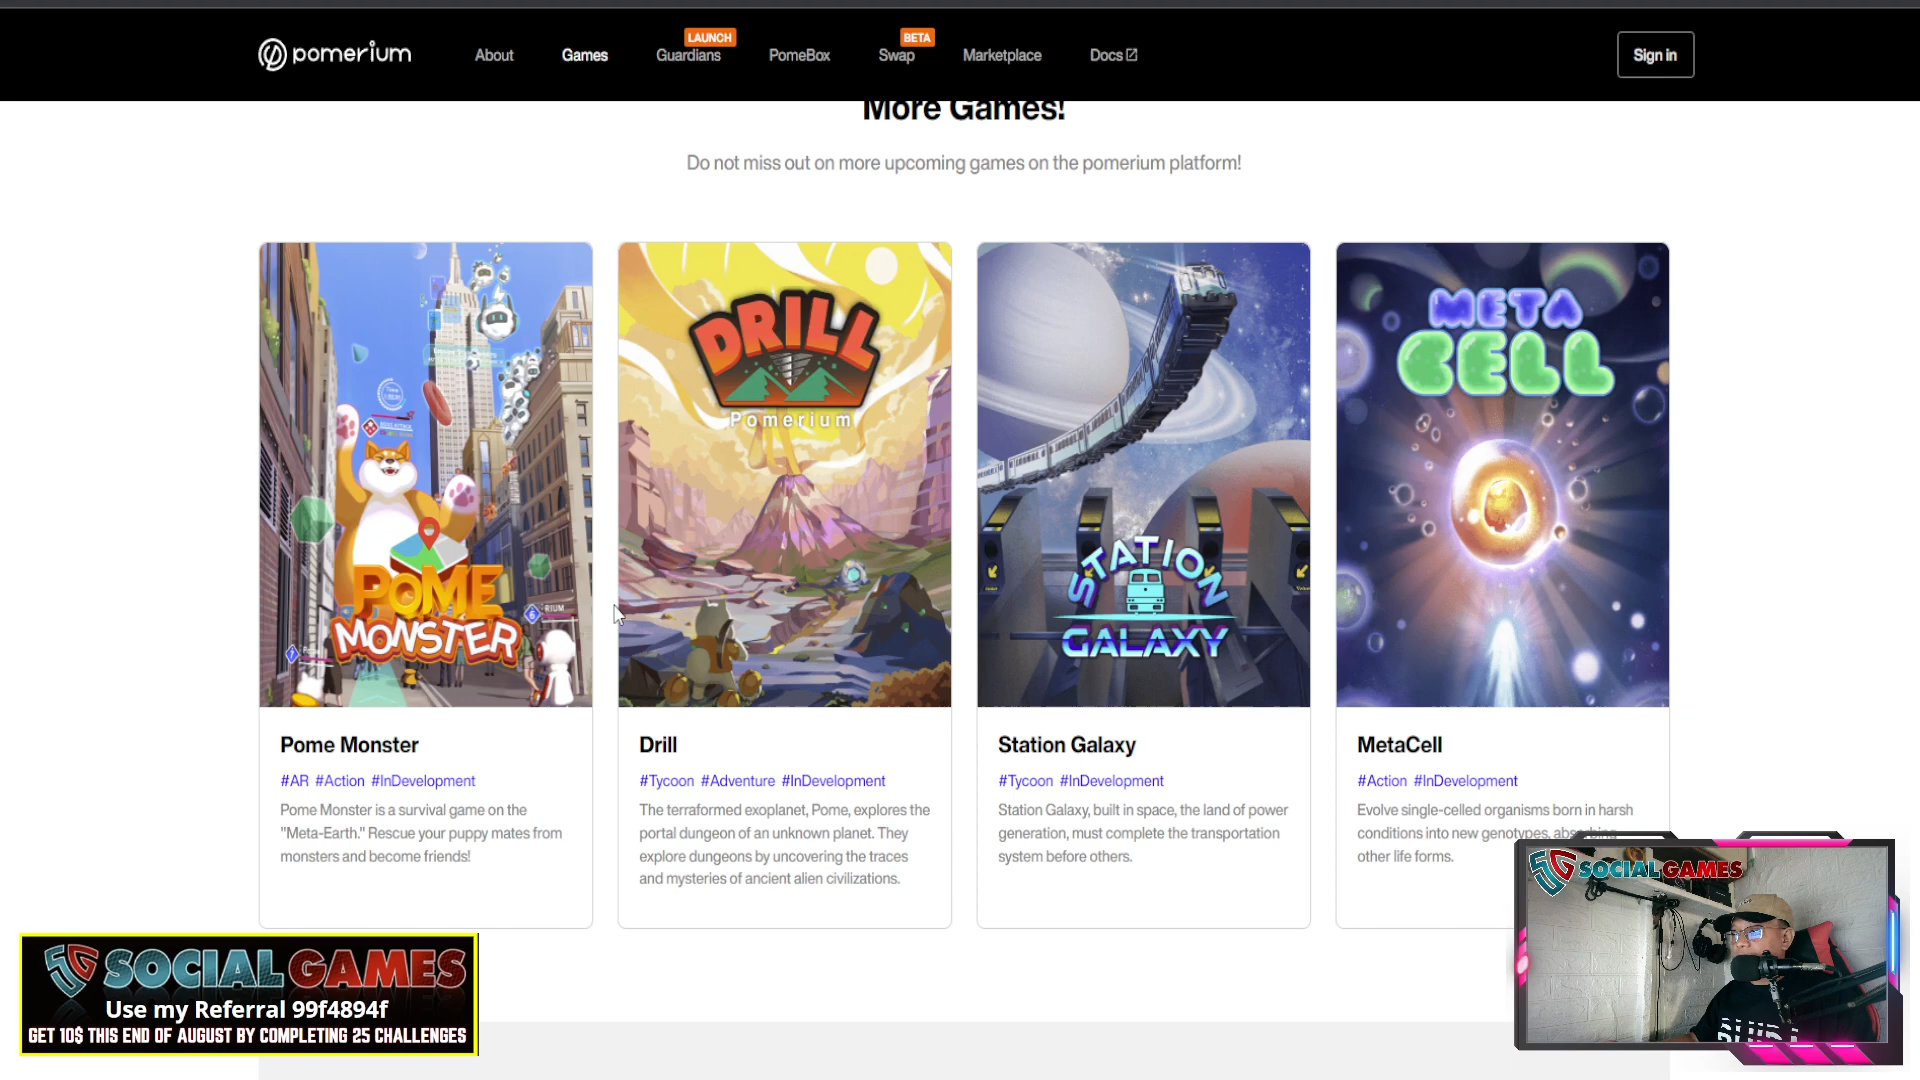 pomerium
About
Games
LAUNCH
Guardians
PomeBox
BETA
Swap
Marketplace
Docs
Sign in
More Games!
Do not miss out on more upcoming games on the pomerium platform!
POME
MONSTER
DRILL
Pomerium
STATION
GALAXY
META
CELL
Pome Monster
#AR #Action #InDevelopment
Pome Monster is a survival game on the
"Meta-Earth." Rescue your puppy mates from
monsters and become friends!
Drill
#Tycoon #Adventure #InDevelopment
The terraformed exoplanet, Pome, explores the
portal dungeon of an unknown planet. They
explore dungeons by uncovering the traces
and mysteries of ancient alien civilizations.
Station Galaxy
#Tycoon #InDevelopment
Station Galaxy, built in space, the land of power
generation, must complete the transportation
system before others.
MetaCell
#Action #InDevelopment
Evolve single-celled organisms born in harsh
conditions into new genotypes, absorbing
other life forms.
SOCIAL GAMES
Use my Referral 99f4894f
GET 10$ THIS END OF AUGUST BY COMPLETING 25 CHALLENGES
SOCIAL GAMES